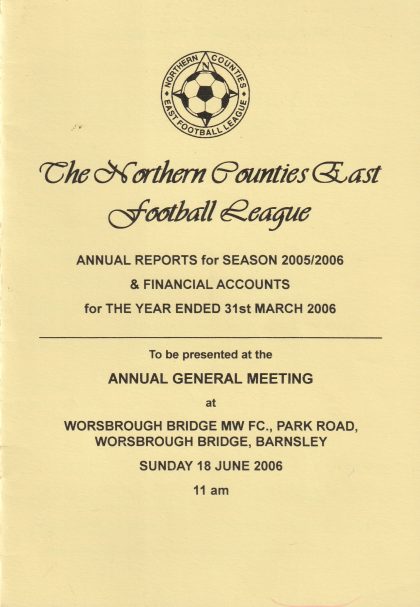 NORTHERN COUNTIES
N
EAST FOOTBALL LEAGUE
The Northern Counties East
Football League
ANNUAL REPORTS for SEASON 2005/2006
& FINANCIAL ACCOUNTS
for THE YEAR ENDED 31st MARCH 2006
To be presented at the
ANNUAL GENERAL MEETING
at
WORSBROUGH BRIDGE MW FC., PARK ROAD,
WORSBROUGH BRIDGE, BARNSLEY
SUNDAY 18 JUNE 2006
11 am